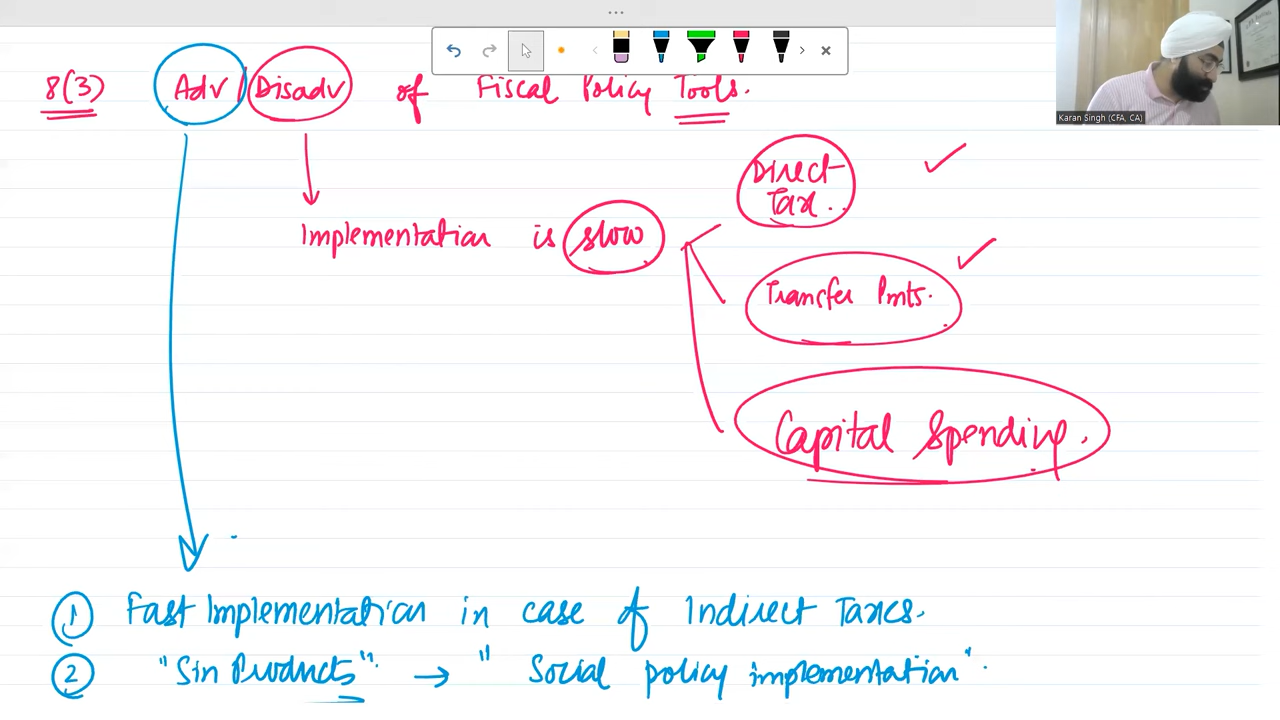 8(3) Adv / Disadv of Fiscal Policy Tools.
Karan Singh (CFA, CA)
Direct
Tax..
Implementation is slow
Transfer Pmts.
Capital Spending.
1 Fast Implementation in case of Indirect Taxes.
2 "Sin Products". → "Social policy implementation".